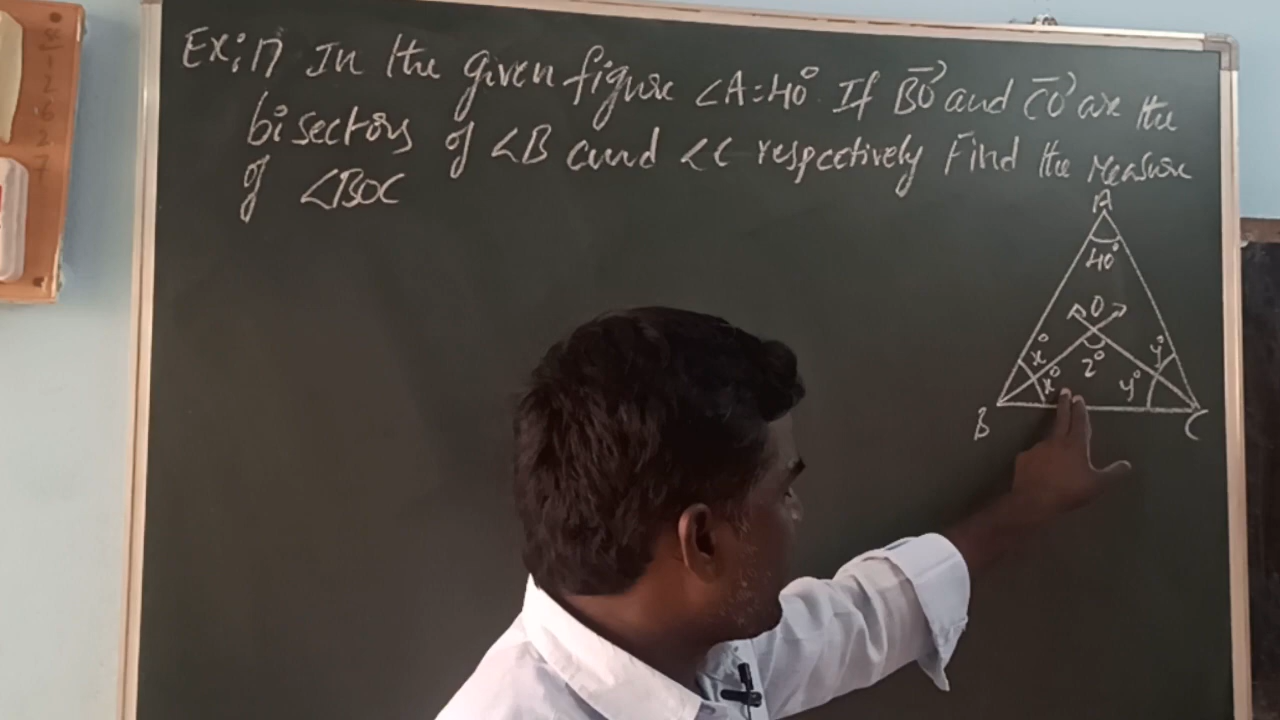 Ex:17 In the given figure ∠A=40° If BO→ and CO→ are the
bisectors of ∠B and ∠C respcetively Find the Measure
of ∠BOC
A
40°
O
x° y°
z°
x° y°
B C